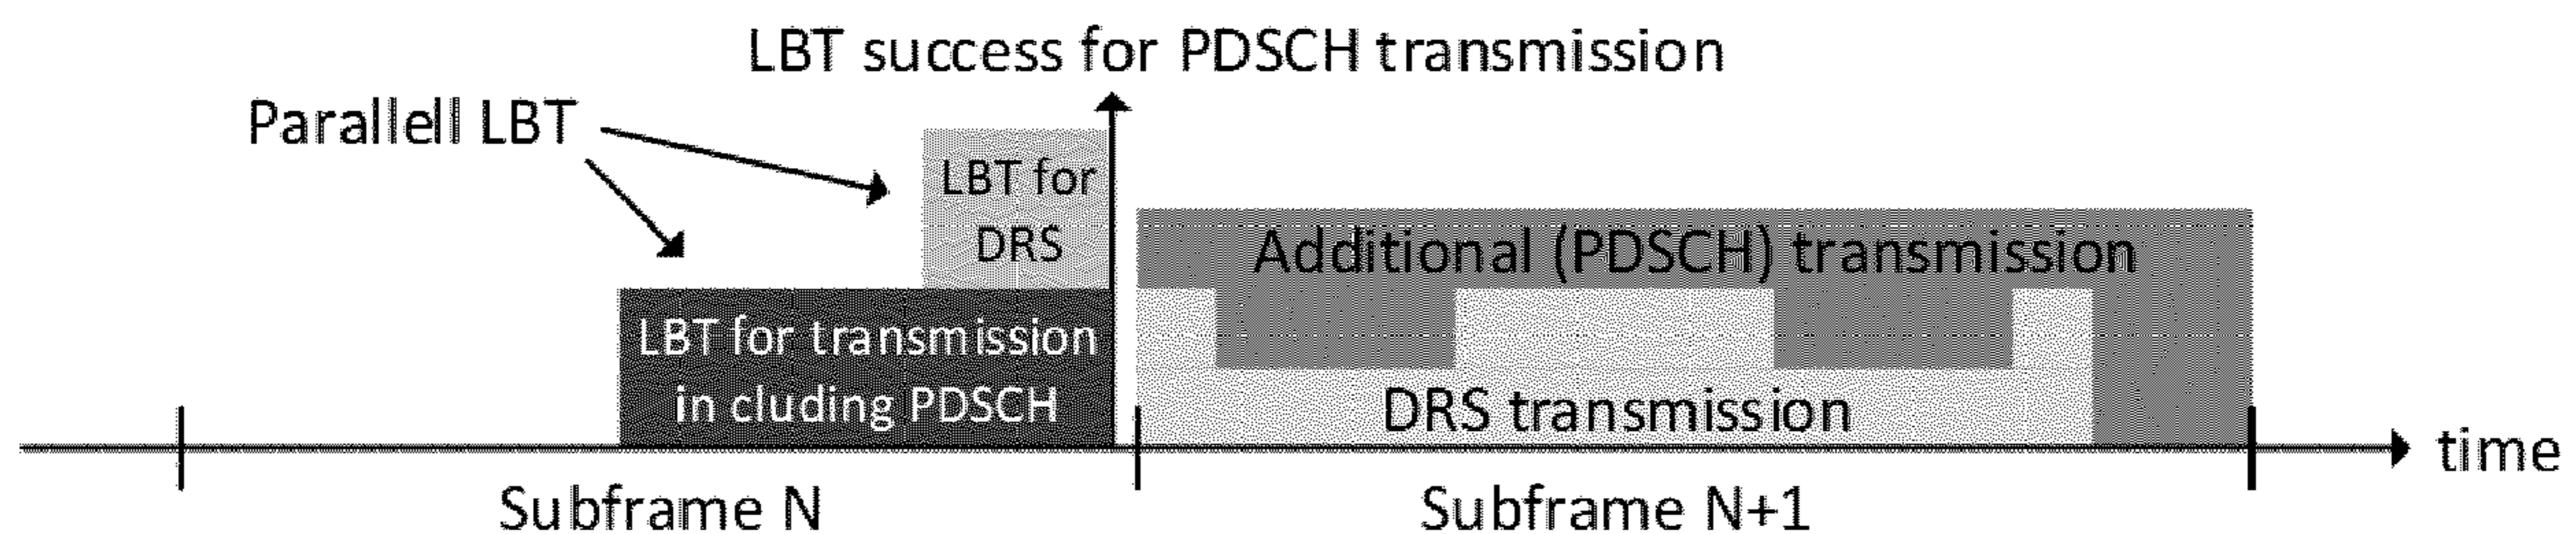 LBT success for PDSCH transmission
Parallell LBT
LBT for
DRS
Additional (PDSCH) transmission
LBT for transmission
in cluding PDSCH
DRS transmission
time
Subframe N
Subframe N+1